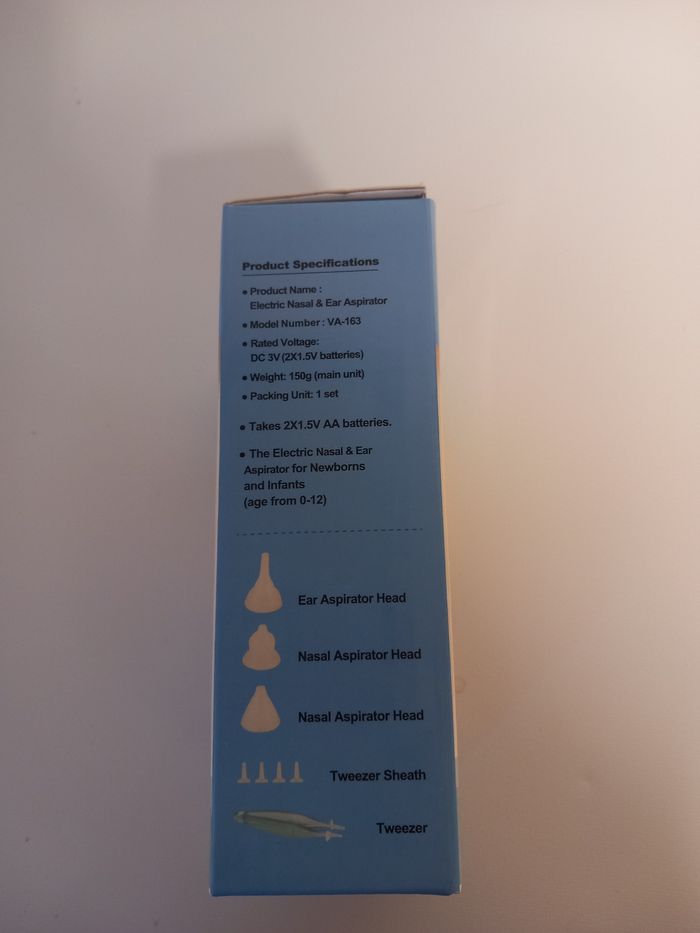 Product Specifications
• Product Name :
Electric Nasal & Ear Aspirator
• Model Number : VA-163
• Rated Voltage:
DC 3V (2X1.5V batteries)
• Weight: 150g (main unit)
• Packing Unit: 1 set
• Takes 2X1.5V AA batteries.
• The Electric Nasal & Ear
Aspirator for Newborns
and Infants
(age from 0-12)
Ear Aspirator Head
Nasal Aspirator Head
Nasal Aspirator Head
Tweezer Sheath
Tweezer